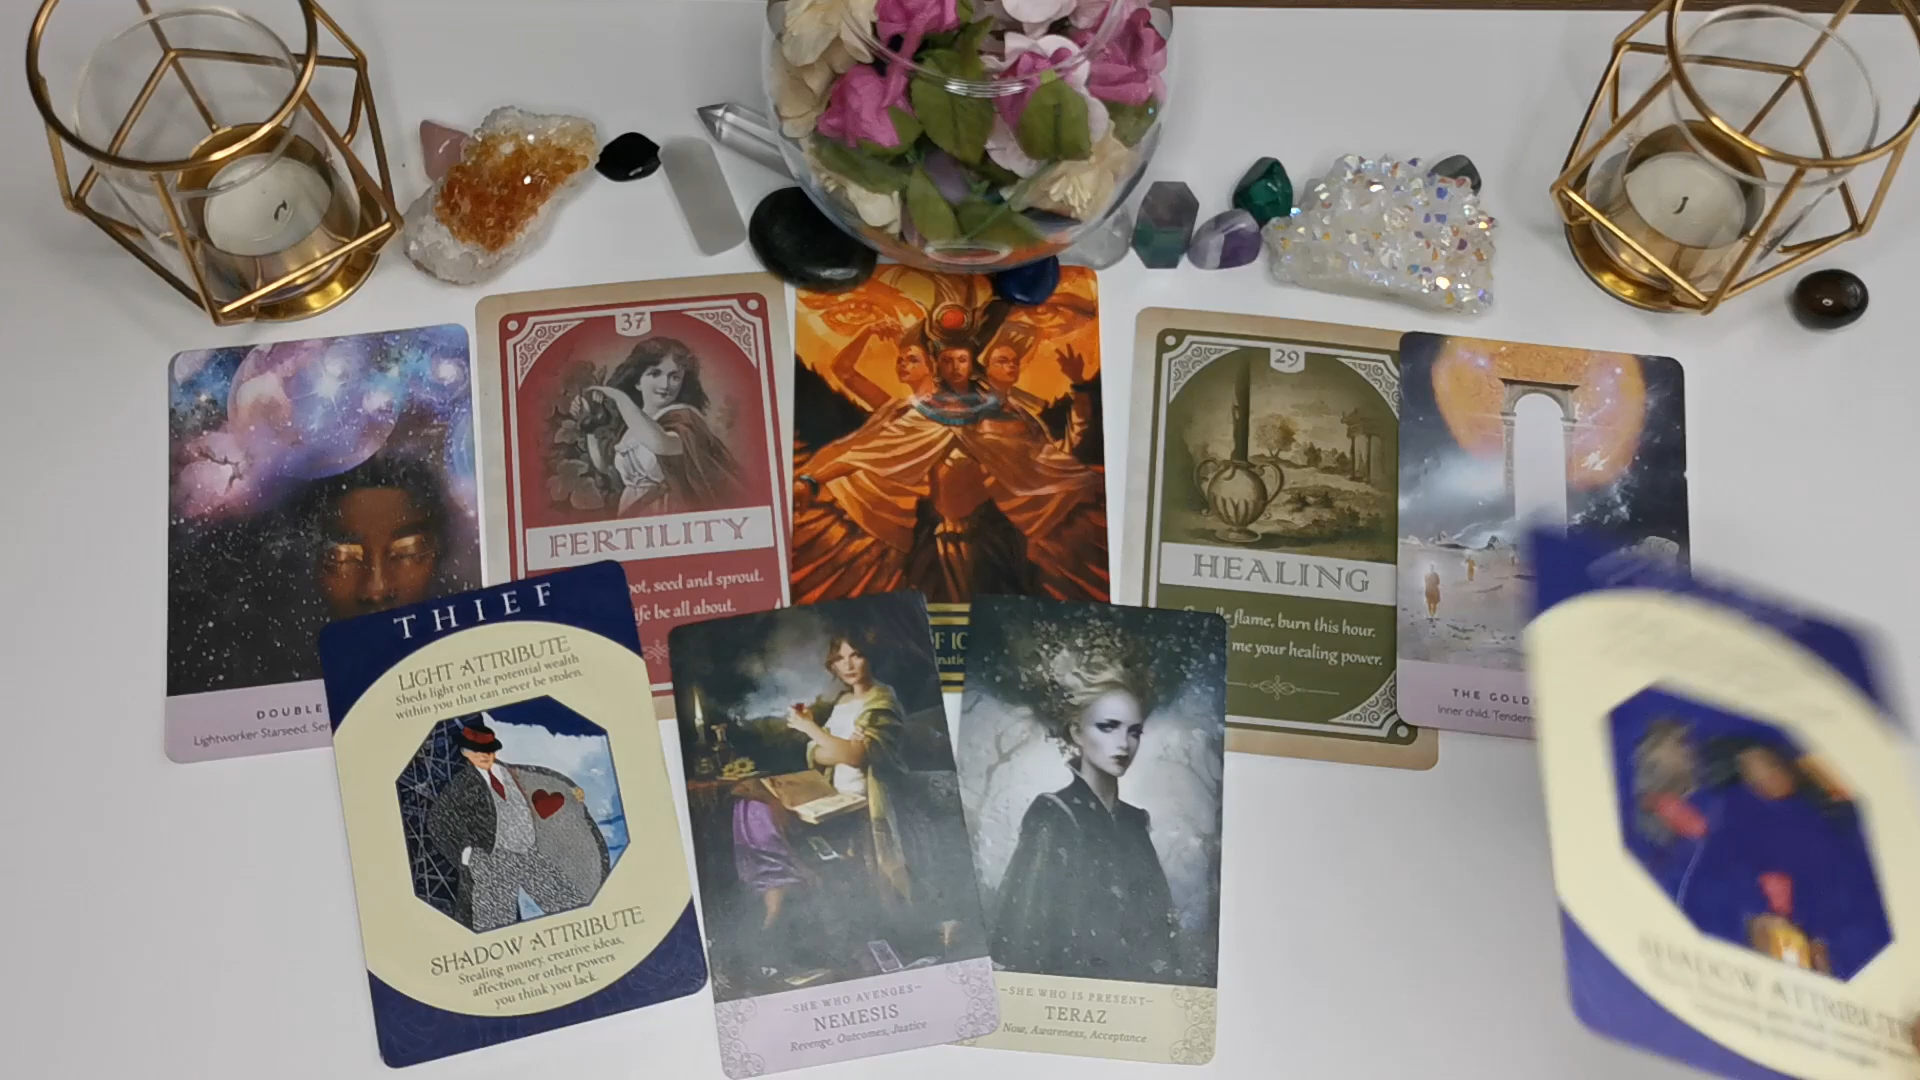 37
FERTILITY
oot, seed and sprout.
ife be all about.
29
HEALING
flame, burn this hour.
me your healing power.
DOUBLE
Lightworker Starseed.
THE GOLD
Inner child.
THIEF
LIGHT ATTRIBUTE
Sheds light on the potential wealth
within you that can never be stolen.
SHADOW ATTRIBUTE
Stealing money, creative ideas,
affection, or other powers
you think you lack.
~SHE WHO AVENGES~
NEMESIS
Revenge, Outcomes, Justice
~SHE WHO IS PRESENT~
TERAZ
Now, Awareness, Acceptance
SHADOW ATTRIBUTE